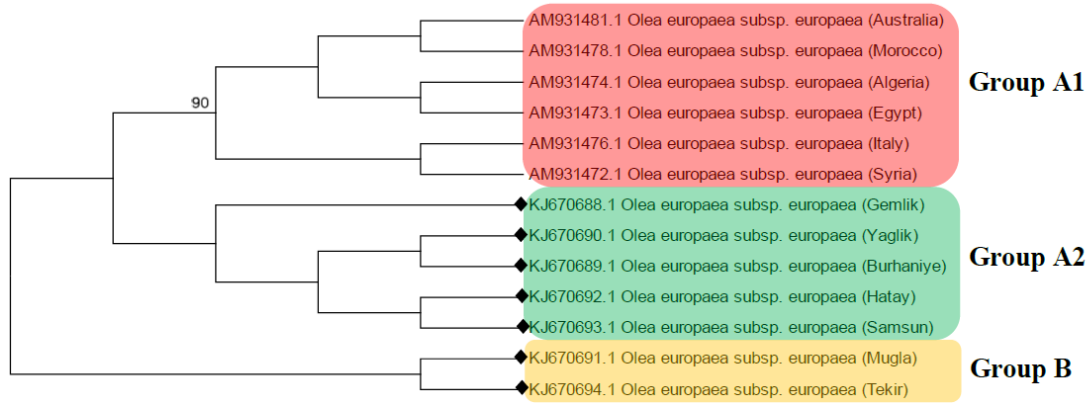 AM931481.1 Olea europaea subsp. europaea (Australia)
AM931478.1 Olea europaea subsp. europaea (Morocco)
AM931474.1 Olea europaea subsp. europaea (Algeria)
AM931473.1 Olea europaea subsp. europaea (Egypt)
AM931476.1 Olea europaea subsp. europaea (Italy)
AM931472.1 Olea europaea subsp. europaea (Syria)
Group A1
90
KJ670688.1 Olea europaea subsp. europaea (Gemlik)
KJ670690.1 Olea europaea subsp. europaea (Yaglik)
KJ670689.1 Olea europaea subsp. europaea (Burhaniye)
KJ670692.1 Olea europaea subsp. europaea (Hatay)
KJ670693.1 Olea europaea subsp. europaea (Samsun)
Group A2
KJ670691.1 Olea europaea subsp. europaea (Mugla)
KJ670694.1 Olea europaea subsp. europaea (Tekir)
Group B